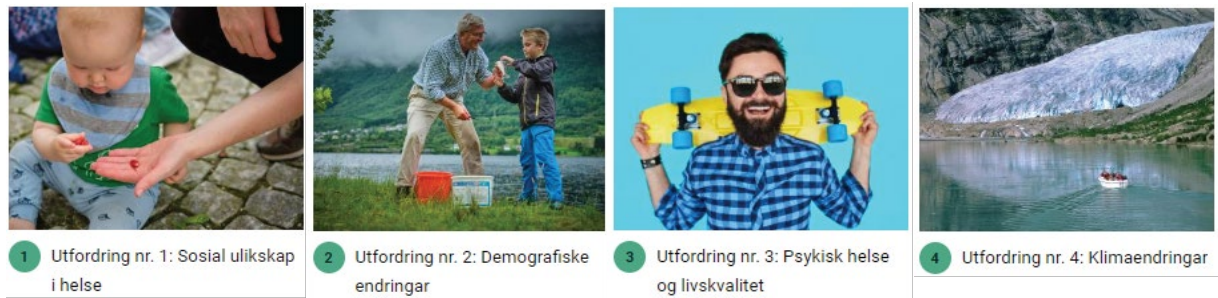 1
Utfordring nr. 1: Sosial ulikskap
i helse
2
Utfordring nr. 2: Demografiske
endringar
3
Utfordring nr. 3: Psykisk helse
og livskvalitet
4
Utfordring nr. 4: Klimaendringar